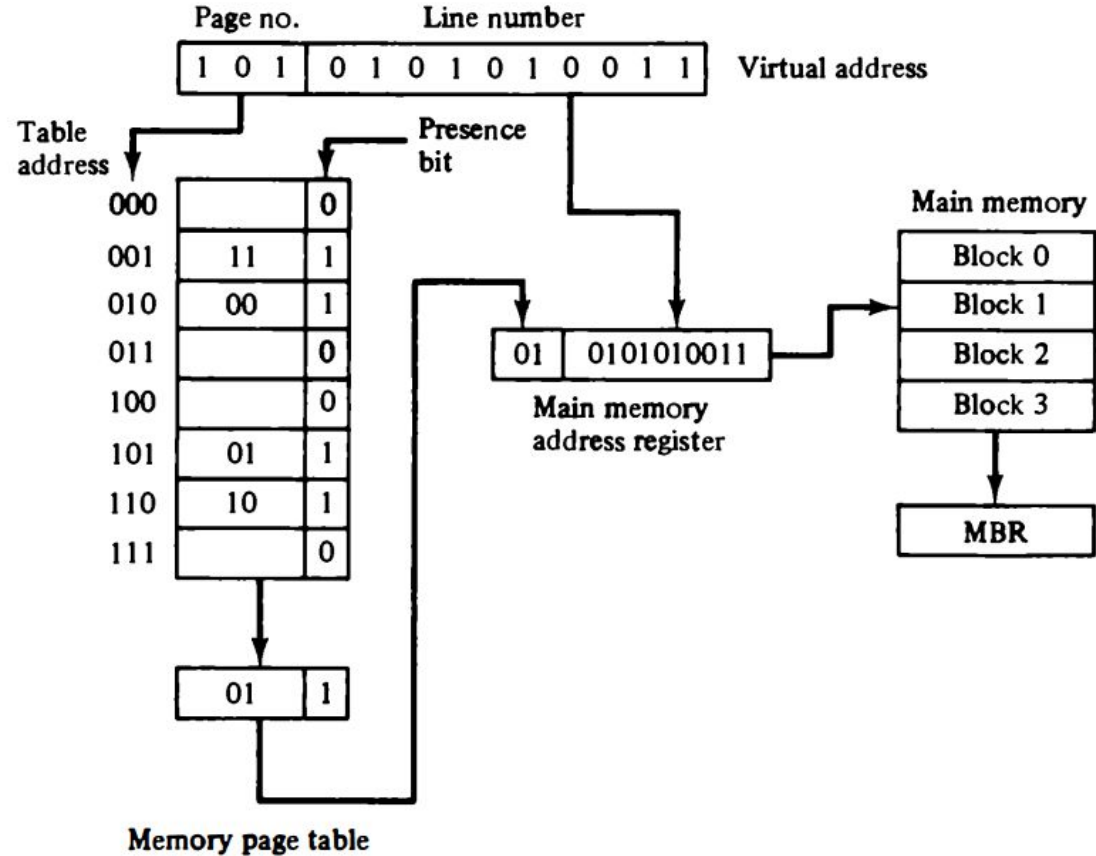 Page no. Line number
1 0 1 0 1 0 1 0 1 0 0 1 1 Virtual address
Table
address
Presence
bit
000 0
001 11 1
010 00 1
011 0
100 0
101 01 1
110 10 1
111 0
01 1
Memory page table
01 0101010011
Main memory
address register
Main memory
Block 0
Block 1
Block 2
Block 3
MBR